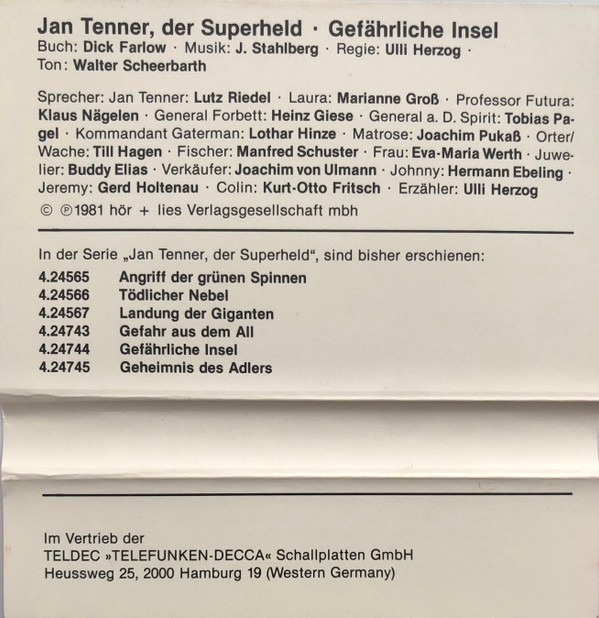 Jan Tenner, der Superheld · Gefährliche Insel
Buch: Dick Farlow · Musik: J. Stahlberg · Regie: Ulli Herzog ·
Ton: Walter Scheerbarth
Sprecher: Jan Tenner: Lutz Riedel · Laura: Marianne Groß · Professor Futura:
Klaus Nägelen · General Forbett: Heinz Giese · General a. D. Spirit: Tobias Pa-
gel · Kommandant Gaterman: Lothar Hinze · Matrose: Joachim Pukaß · Orter/
Wache: Till Hagen · Fischer: Manfred Schuster · Frau: Eva-Maria Werth · Juwe-
lier: Buddy Elias · Verkäufer: Joachim von Ulmann · Johnny: Hermann Ebeling ·
Jeremy: Gerd Holtenau · Colin: Kurt-Otto Fritsch · Erzähler: Ulli Herzog
© ℗1981 hör + lies Verlagsgesellschaft mbh
In der Serie „Jan Tenner, der Superheld“, sind bisher erschienen:
4.24565 Angriff der grünen Spinnen
4.24566 Tödlicher Nebel
4.24567 Landung der Giganten
4.24743 Gefahr aus dem All
4.24744 Gefährliche Insel
4.24745 Geheimnis des Adlers
Im Vertrieb der
TELDEC »TELEFUNKEN-DECCA« Schallplatten GmbH
Heussweg 25, 2000 Hamburg 19 (Western Germany)